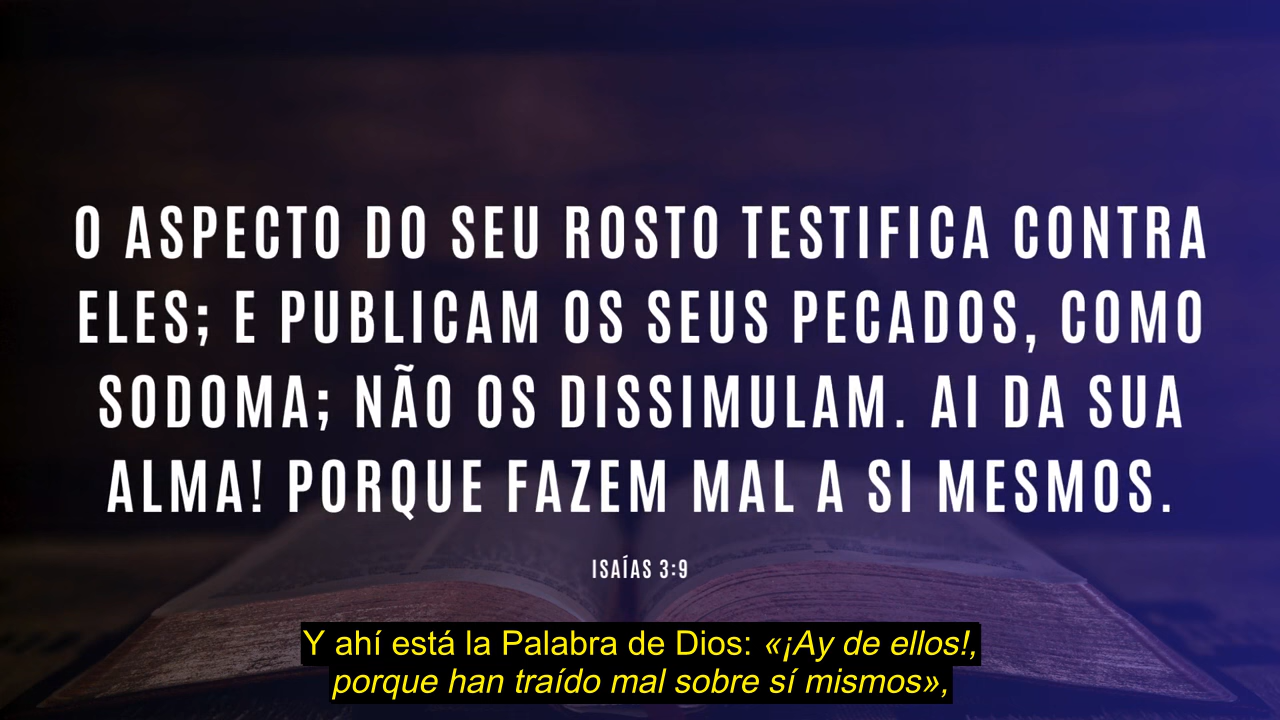 O ASPECTO DO SEU ROSTO TESTIFICA CONTRA
ELES; E PUBLICAM OS SEUS PECADOS, COMO
SODOMA; NÃO OS DISSIMULAM. AI DA SUA
ALMA! PORQUE FAZEM MAL A SI MESMOS.
ISAÍAS 3:9
Y ahí está la Palabra de Dios: «¡Ay de ellos!,
porque han traído mal sobre sí mismos»,